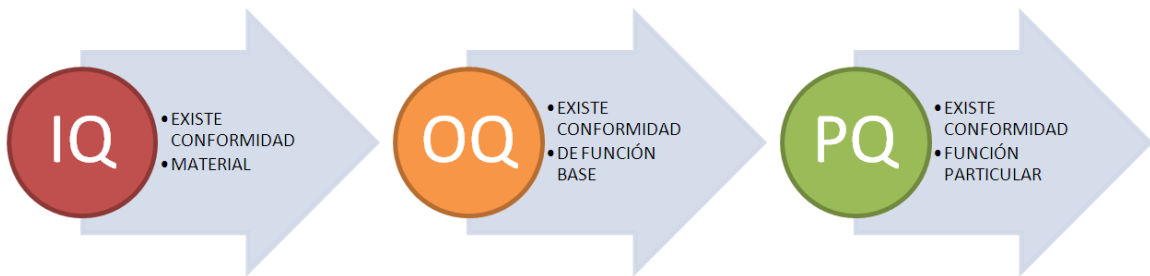 IQ
• EXISTE
CONFORMIDAD
• MATERIAL
OQ
• EXISTE
CONFORMIDAD
• DE FUNCIÓN
BASE
PQ
• EXISTE
CONFORMIDAD
• FUNCIÓN
PARTICULAR